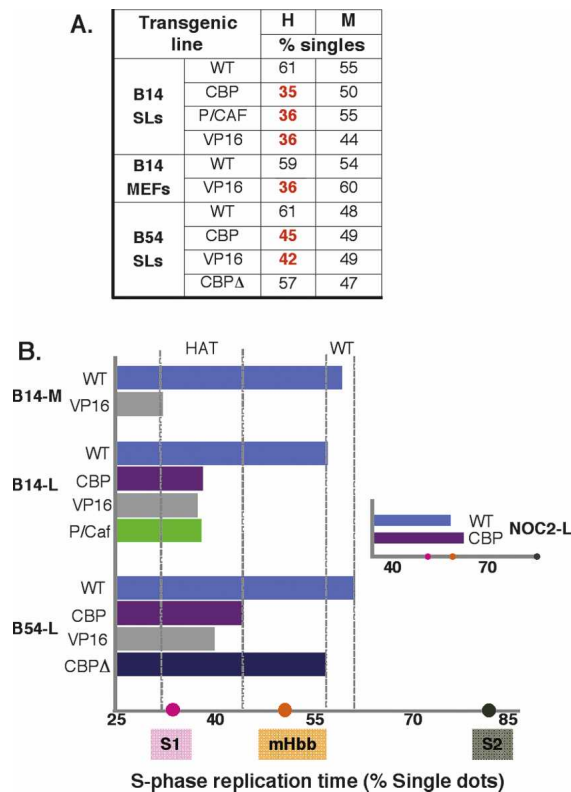 A.
Transgenic line H M
% singles
B14 SLs WT 61 55
CBP 35 50
P/CAF 36 55
VP16 36 44
B14 MEFs WT 59 54
VP16 36 60
B54 SLs WT 61 48
CBP 45 49
VP16 42 49
CBPΔ 57 47
B.
HAT WT
B14-M
WT
VP16
B14-L
WT
CBP
VP16
P/Caf
B54-L
WT
CBP
VP16
CBPΔ
WT
CBP
NOC2-L
40 70
25 40 55 70 85
S1 mHbb S2
S-phase replication time (% Single dots)